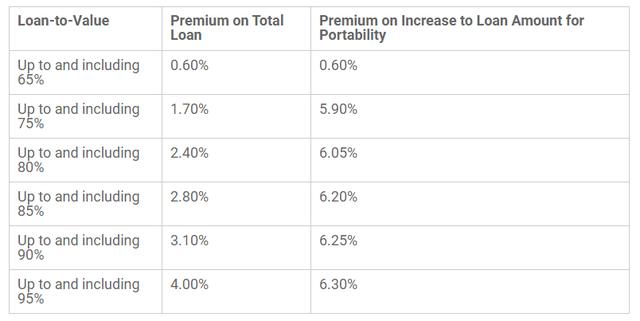 Loan-to-Value
Premium on Total
Loan
Premium on Increase to Loan Amount for
Portability
Up to and including
65%
0.60%
0.60%
Up to and including
75%
1.70%
5.90%
Up to and including
80%
2.40%
6.05%
Up to and including
85%
2.80%
6.20%
Up to and including
90%
3.10%
6.25%
Up to and including
95%
4.00%
6.30%